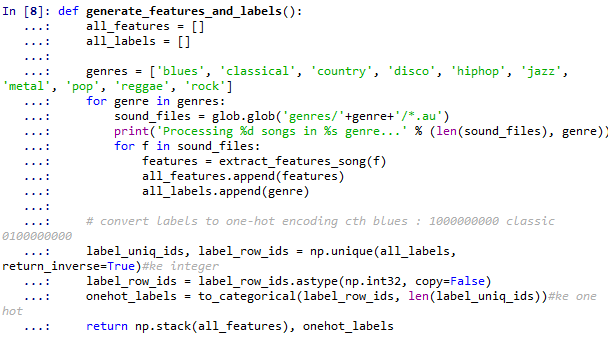 In [8]: def generate_features_and_labels():
   ...:     all_features = []
   ...:     all_labels = []
   ...:
   ...:     genres = ['blues', 'classical', 'country', 'disco', 'hiphop', 'jazz',
'metal', 'pop', 'reggae', 'rock']
   ...:     for genre in genres:
   ...:         sound_files = glob.glob('genres/'+genre+'/*.au')
   ...:         print('Processing %d songs in %s genre...' % (len(sound_files), genre))
   ...:         for f in sound_files:
   ...:             features = extract_features_song(f)
   ...:             all_features.append(features)
   ...:             all_labels.append(genre)
   ...:
   ...:
   ...:     # convert labels to one-hot encoding cth blues : 1000000000 classic
0100000000
   ...:     label_uniq_ids, label_row_ids = np.unique(all_labels,
return_inverse=True)#ke integer
   ...:     label_row_ids = label_row_ids.astype(np.int32, copy=False)
   ...:     onehot_labels = to_categorical(label_row_ids, len(label_uniq_ids))#ke one
hot
   ...:     return np.stack(all_features), onehot_labels